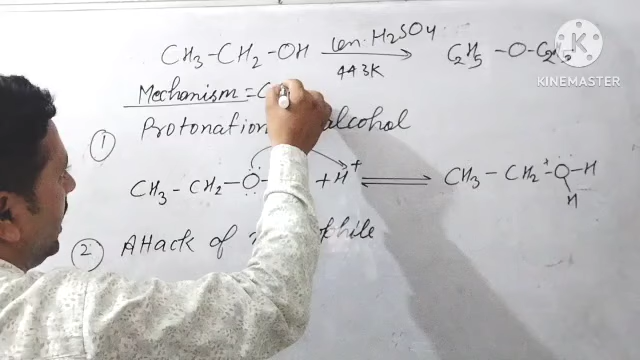 CH3-CH2-OH Con. H2SO4 443K C2H5-O-C2H5
KINEMASTER
Mechanism =
① Protonation alcohol
CH3-CH2-O + H+ ⇌ CH3-CH2-O+-H
H
② Attack of